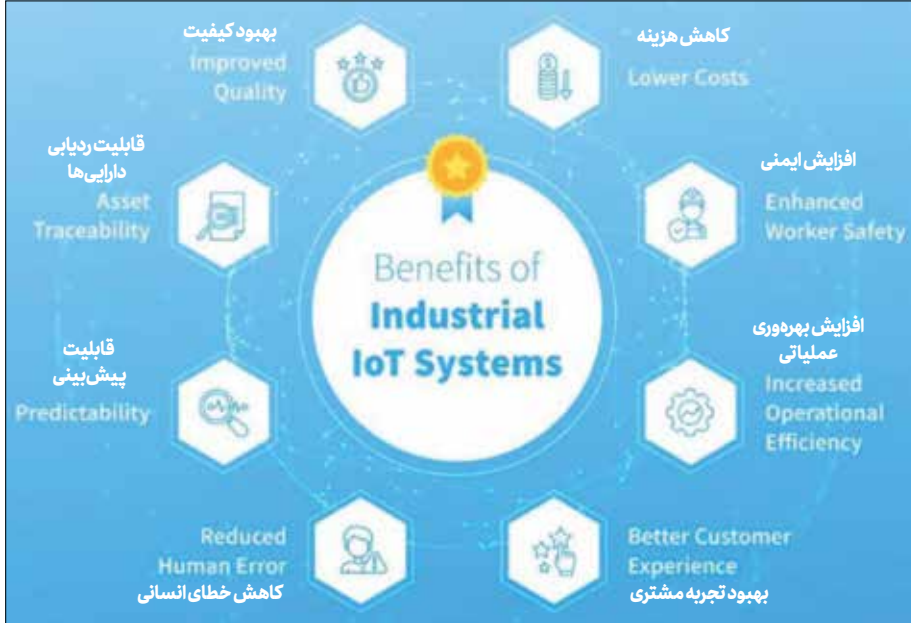 Benefits of
Industrial
IoT Systems
کاهش هزینه
Lower Costs
افزایش ایمنی
Enhanced
Worker Safety
افزایش بهره‌وری
عملیاتی
Increased
Operational
Efficiency
Better Customer
Experience
بهبود تجربه مشتری
Reduced
Human Error
کاهش خطای انسانی
قابلیت
پیش‌بینی
Predictability
قابلیت ردیابی
دارایی‌ها
Asset
Traceability
بهبود کیفیت
Improved
Quality